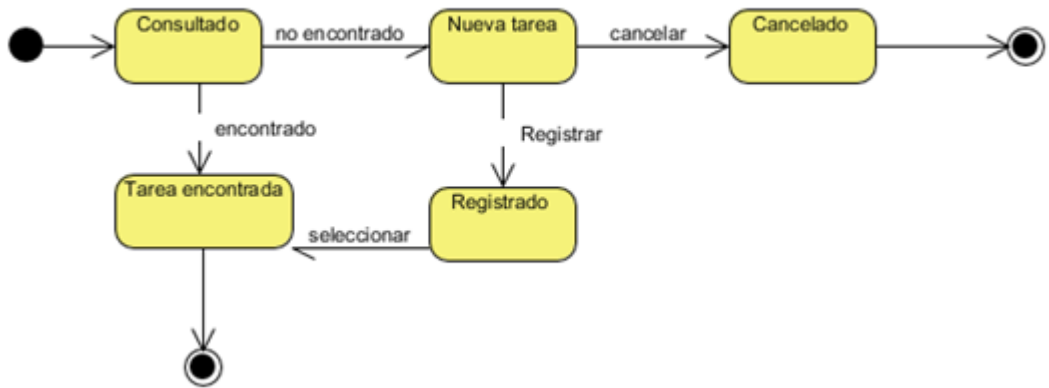 Consultado
no encontrado
Nueva tarea
cancelar
Cancelado
encontrado
Registrar
Tarea encontrada
Registrado
seleccionar